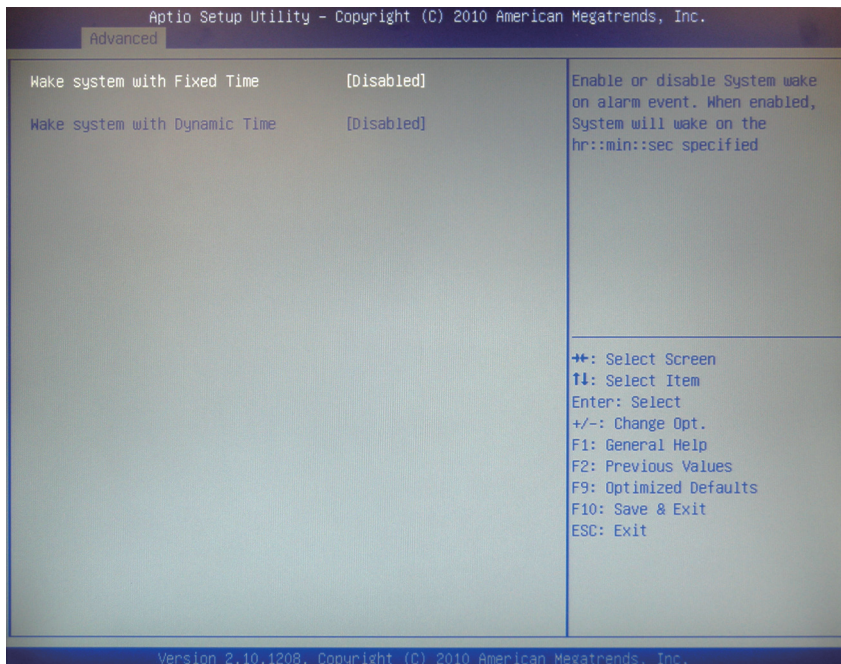 Aptio Setup Utility – Copyright (C) 2010 American Megatrends, Inc.
Advanced
Wake system with Fixed Time [Disabled]
Wake system with Dynamic Time [Disabled]
Enable or disable System wake
on alarm event. When enabled,
System will wake on the
hr::min::sec specified
→←: Select Screen
↑↓: Select Item
Enter: Select
+/-: Change Opt.
F1: General Help
F2: Previous Values
F9: Optimized Defaults
F10: Save & Exit
ESC: Exit
Version 2.10.1208. Copyright (C) 2010 American Megatrends, Inc.